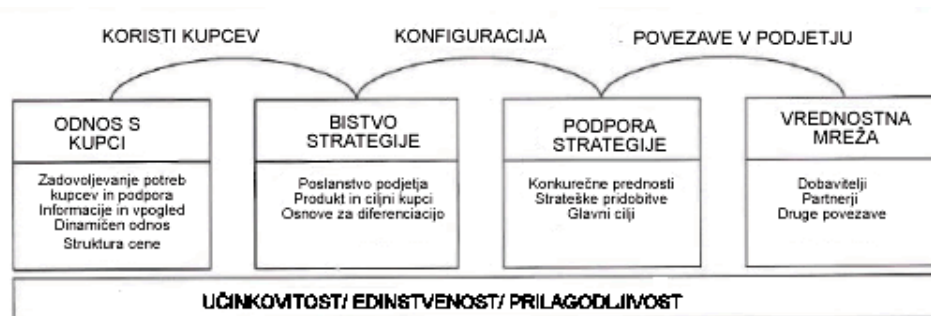 KORISTI KUPCEV
KONFIGURACIJA
POVEZAVE V PODJETJU
ODNOS S
KUPCI
Zadovoljevanje potreb
kupcev in podpora
Informacije in vpogled
Dinamičen odnos
Struktura cene
BISTVO
STRATEGIJE
Poslanstvo podjetja
Produkt in ciljni kupci
Osnove za diferenciacijo
PODPORA
STRATEGIJE
Konkurečne prednosti
Strateške pridobitve
Glavni cilji
VREDNOSTNA
MREŽA
Dobavitelji
Partnerji
Druge povezave
UČINKOVITOST/ EDINSTVENOST/ PRILAGODLJIVOST